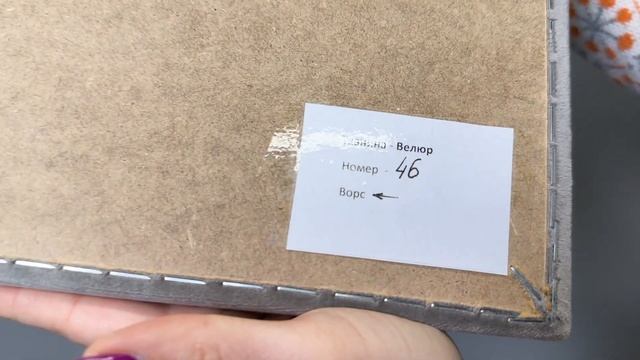 - Велюр
Номер - 46
Ворс ←